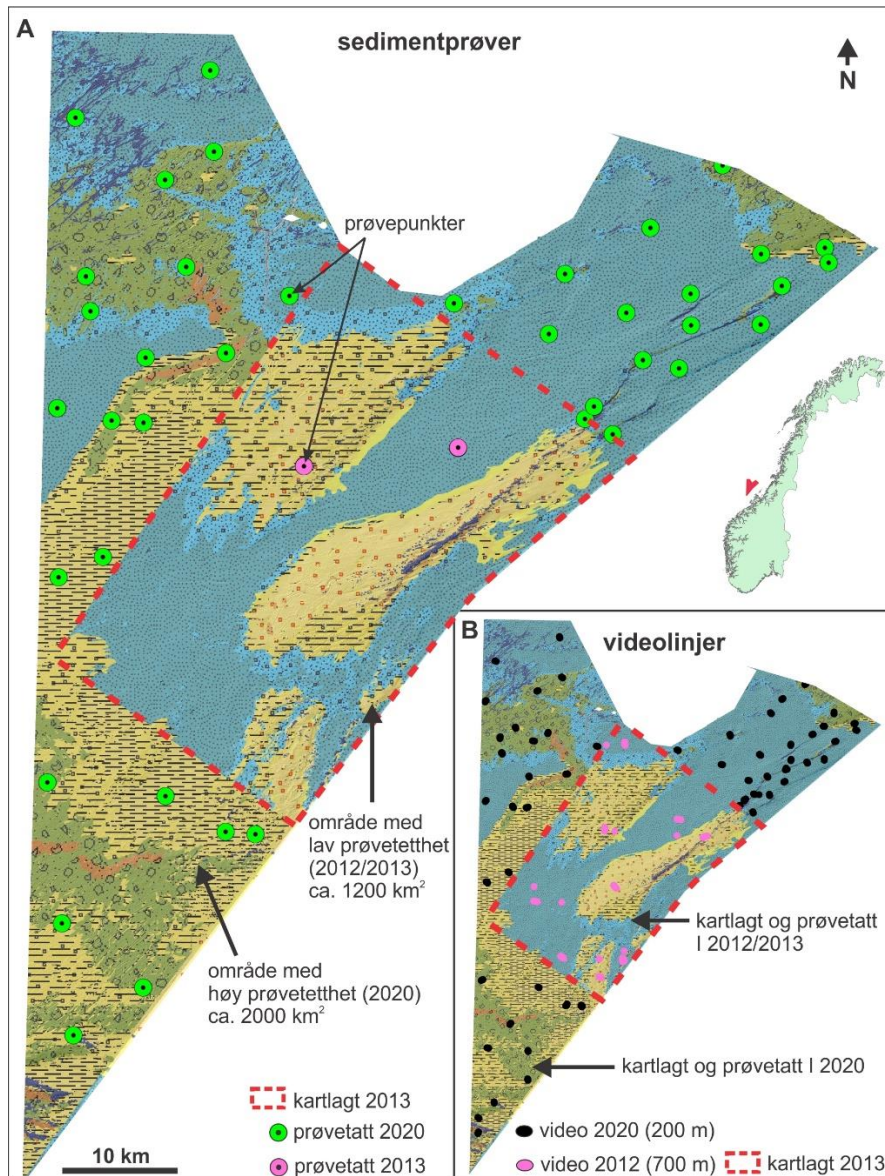 A
sedimentprøver
N
prøvepunkter
område med
lav prøvetetthet
(2012/2013)
ca. 1200 km²
område med
høy prøvetetthet (2020)
ca. 2000 km²
kartlagt 2013
prøvetatt 2020
prøvetatt 2013
10 km
B
videolinjer
kartlagt og prøvetatt
I 2012/2013
kartlagt og prøvetatt I 2020
video 2020 (200 m)
video 2012 (700 m)
kartlagt 2013